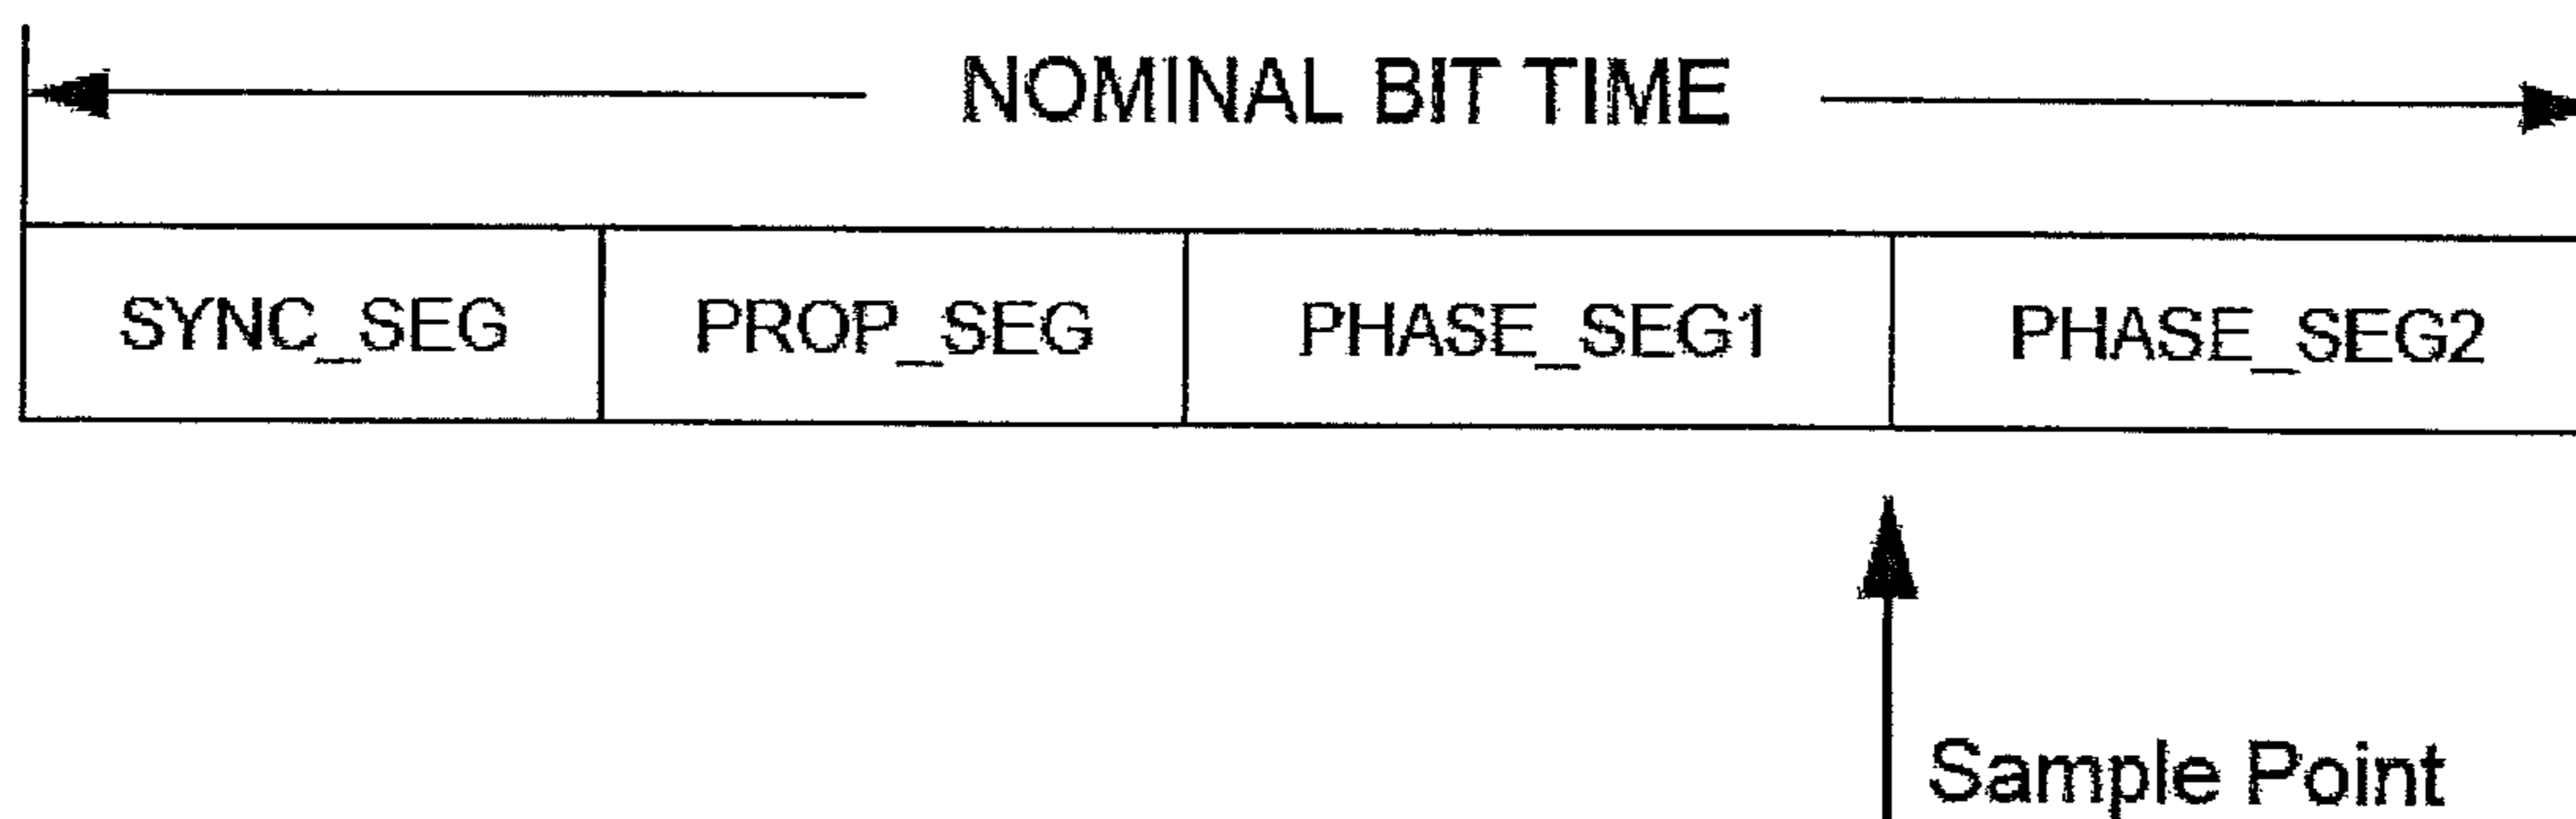 NOMINAL BIT TIME
SYNC_SEG PROP_SEG PHASE_SEG1 PHASE_SEG2
Sample Point